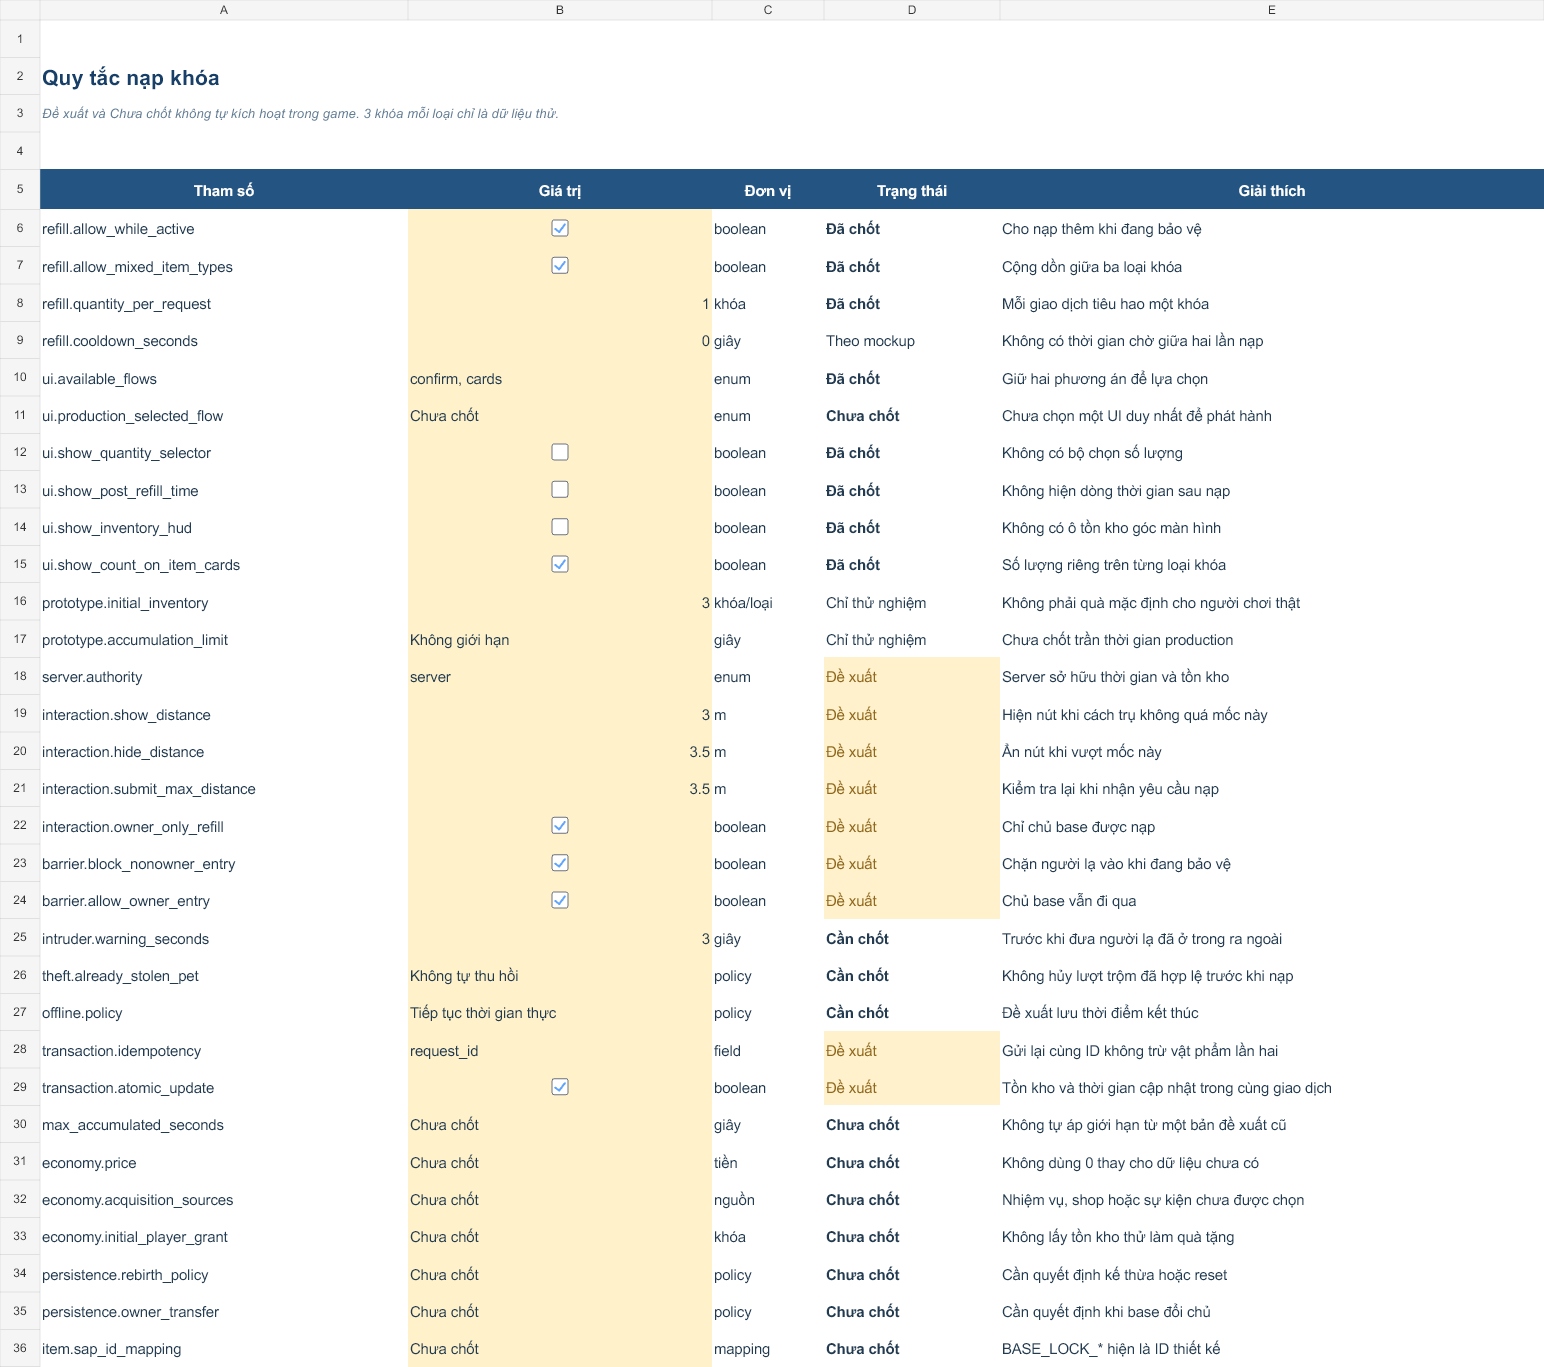 A B C D E
1
2 Quy tắc nạp khóa
3 Đề xuất và Chưa chốt không tự kích hoạt trong game. 3 khóa mỗi loại chỉ là dữ liệu thử.
4
5 Tham số Giá trị Đơn vị Trạng thái Giải thích
6 refill.allow_while_active boolean Đã chốt Cho nạp thêm khi đang bảo vệ
7 refill.allow_mixed_item_types boolean Đã chốt Cộng dồn giữa ba loại khóa
8 refill.quantity_per_request 1 khóa Đã chốt Mỗi giao dịch tiêu hao một khóa
9 refill.cooldown_seconds 0 giây Theo mockup Không có thời gian chờ giữa hai lần nạp
10 ui.available_flows confirm, cards enum Đã chốt Giữ hai phương án để lựa chọn
11 ui.production_selected_flow Chưa chốt enum Chưa chốt Chưa chọn một UI duy nhất để phát hành
12 ui.show_quantity_selector boolean Đã chốt Không có bộ chọn số lượng
13 ui.show_post_refill_time boolean Đã chốt Không hiện dòng thời gian sau nạp
14 ui.show_inventory_hud boolean Đã chốt Không có ô tồn kho góc màn hình
15 ui.show_count_on_item_cards boolean Đã chốt Số lượng riêng trên từng loại khóa
16 prototype.initial_inventory 3 khóa/loại Chỉ thử nghiệm Không phải quà mặc định cho người chơi thật
17 prototype.accumulation_limit Không giới hạn giây Chỉ thử nghiệm Chưa chốt trần thời gian production
18 server.authority server enum Đề xuất Server sở hữu thời gian và tồn kho
19 interaction.show_distance 3 m Đề xuất Hiện nút khi cách trụ không quá mốc này
20 interaction.hide_distance 3.5 m Đề xuất Ẩn nút khi vượt mốc này
21 interaction.submit_max_distance 3.5 m Đề xuất Kiểm tra lại khi nhận yêu cầu nạp
22 interaction.owner_only_refill boolean Đề xuất Chỉ chủ base được nạp
23 barrier.block_nonowner_entry boolean Đề xuất Chặn người lạ vào khi đang bảo vệ
24 barrier.allow_owner_entry boolean Đề xuất Chủ base vẫn đi qua
25 intruder.warning_seconds 3 giây Cần chốt Trước khi đưa người lạ đã ở trong ra ngoài
26 theft.already_stolen_pet Không tự thu hồi policy Cần chốt Không hủy lượt trộm đã hợp lệ trước khi nạp
27 offline.policy Tiếp tục thời gian thực policy Cần chốt Đề xuất lưu thời điểm kết thúc
28 transaction.idempotency request_id field Đề xuất Gửi lại cùng ID không trừ vật phẩm lần hai
29 transaction.atomic_update boolean Đề xuất Tồn kho và thời gian cập nhật trong cùng giao dịch
30 max_accumulated_seconds Chưa chốt giây Chưa chốt Không tự áp giới hạn từ một bản đề xuất cũ
31 economy.price Chưa chốt tiền Chưa chốt Không dùng 0 thay cho dữ liệu chưa có
32 economy.acquisition_sources Chưa chốt nguồn Chưa chốt Nhiệm vụ, shop hoặc sự kiện chưa được chọn
33 economy.initial_player_grant Chưa chốt khóa Chưa chốt Không lấy tồn kho thử làm quà tặng
34 persistence.rebirth_policy Chưa chốt policy Chưa chốt Cần quyết định kế thừa hoặc reset
35 persistence.owner_transfer Chưa chốt policy Chưa chốt Cần quyết định khi base đổi chủ
36 item.sap_id_mapping Chưa chốt mapping Chưa chốt BASE_LOCK_* hiện là ID thiết kế